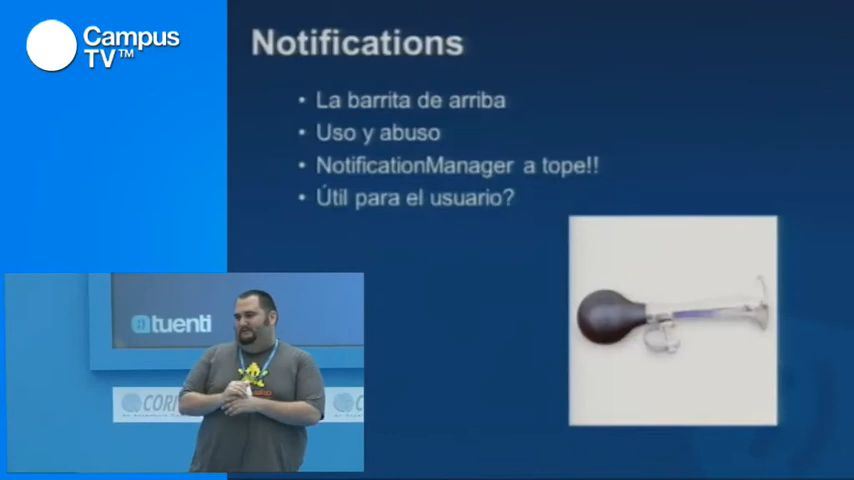 Campus
TV™
Notifications
• La barrita de arriba
• Uso y abuso
• NotificationManager a tope!!
• Útil para el usuario?
tuenti